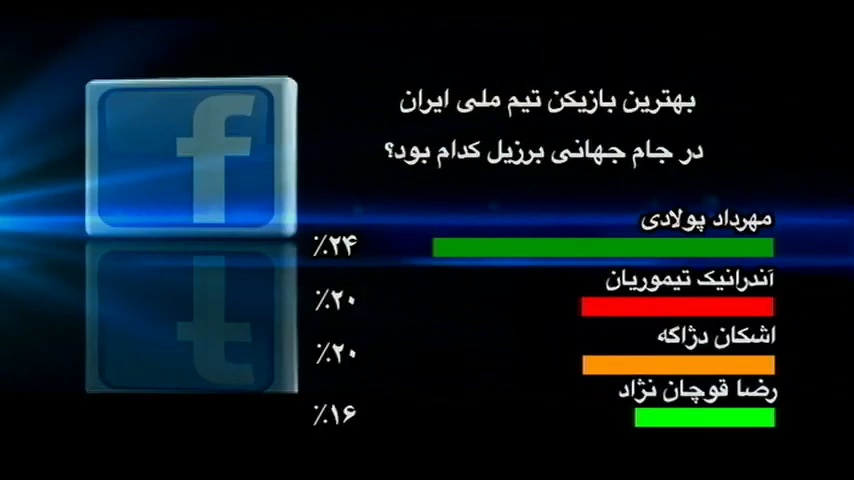 f
بهترین بازیکن تیم ملی ایران
در جام جهانی برزیل کدام بود؟
مهرداد پولادی
٪۲۴
آندرانیک تیموریان
٪۲۰
اشکان دژاگه
٪۲۰
رضا قوچان نژاد
٪۱۶